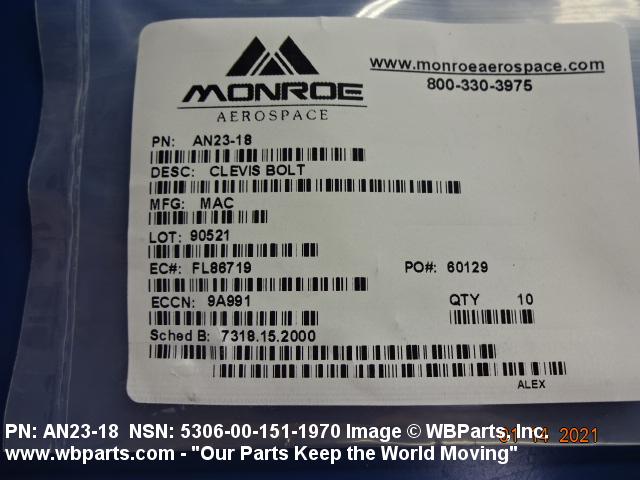 MONROE
AEROSPACE
www.monroeaerospace.com
800-330-3975
PN: AN23-18
DESC: CLEVIS BOLT
MFG: MAC
LOT: 90521
EC#: FL86719 PO#: 60129
ECCN: 9A991 QTY 10
Sched B: 7318.15.2000
ALEX
PN: AN23-18 NSN: 5306-00-151-1970 Image © WBParts, Inc.
01 14 2021
www.wbparts.com - "Our Parts Keep the World Moving"